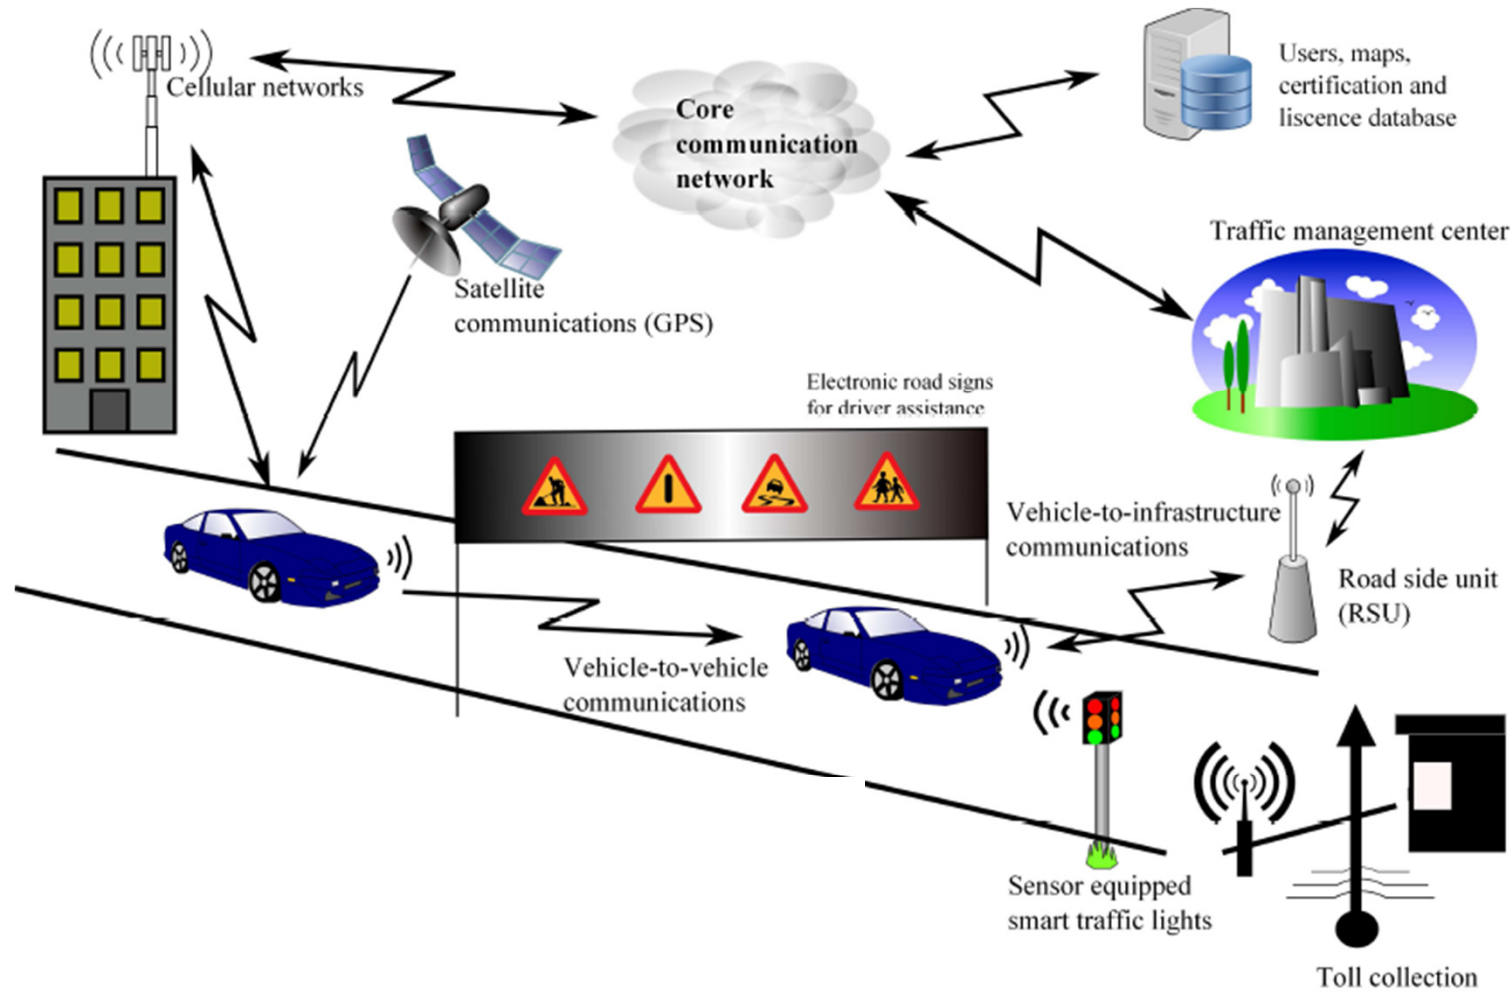 Cellular networks
Core
communication
network
Users, maps,
certification and
liscence database
Satellite
communications (GPS)
Traffic management center
Electronic road signs
for driver assistance
Vehicle-to-infrastructure
communications
Road side unit
(RSU)
Vehicle-to-vehicle
communications
Sensor equipped
smart traffic lights
Toll collection